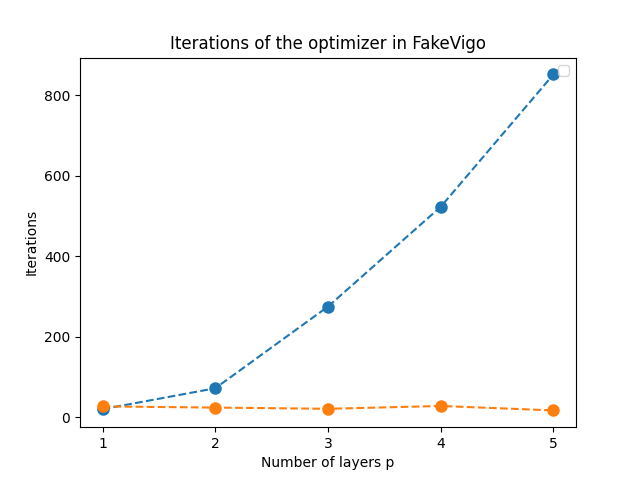 Iterations of the optimizer in FakeVigo
Iterations
800
600
400
200
0
1 2 3 4 5
Number of layers p